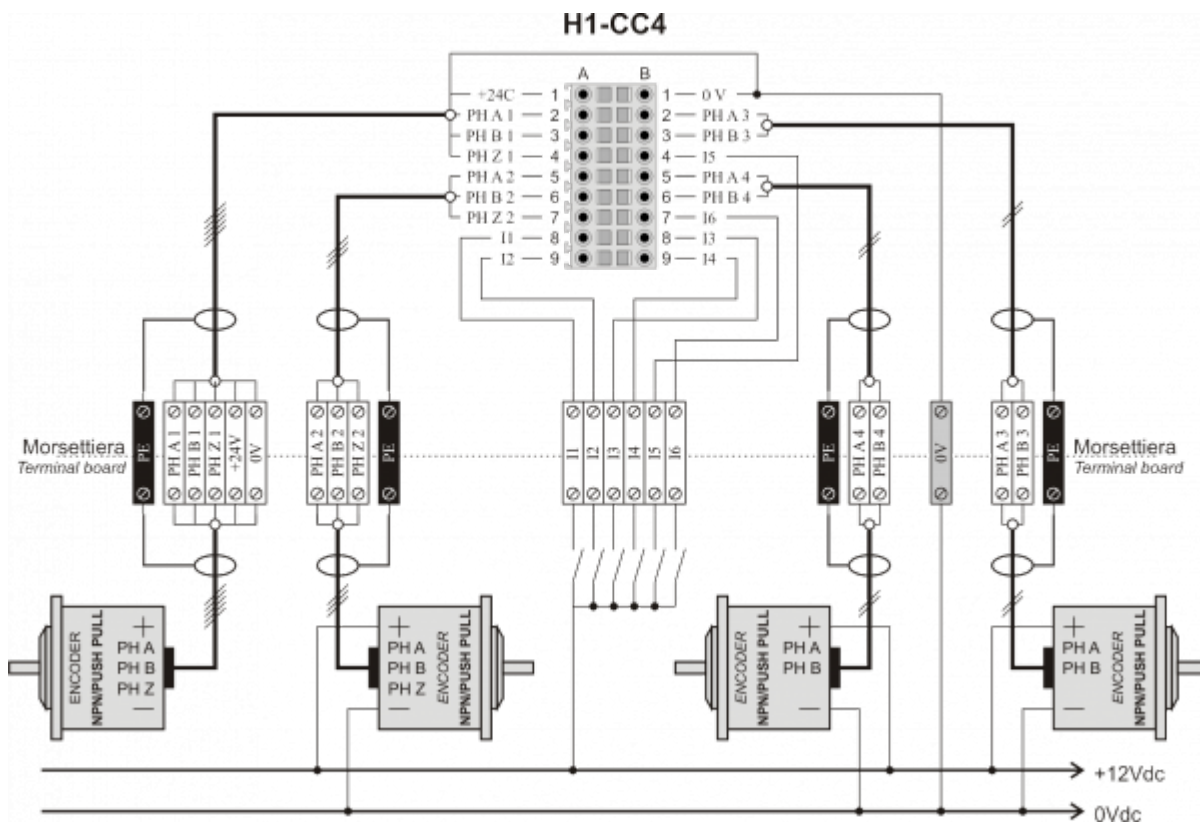 H1-CC4
A B
+24C 1 1 0 V
PH A 1 2 2 PH A 3
PH B 1 3 3 PH B 3
PH Z 1 4 4 I5
PH A 2 5 5 PH A 4
PH B 2 6 6 PH B 4
PH Z 2 7 7 I6
I1 8 8 I3
I2 9 9 I4
Morsettiera
Terminal board
PE
PH A 1
PH B 1
PH Z 1
+24V
0V
PH A 2
PH B 2
PH Z 2
PE
I1
I2
I3
I4
I5
I6
PE
PH A 4
PH B 4
0V
PH A 3
PH B 3
PE
Morsettiera
Terminal board
ENCODER
NPN/PUSH PULL
+
PH A
PH B
PH Z
—
+
PH A
PH B
PH Z
—
ENCODER
NPN/PUSH PULL
ENCODER
NPN/PUSH PULL
+
PH A
PH B
—
+
PH A
PH B
—
ENCODER
NPN/PUSH PULL
+12Vdc
0Vdc